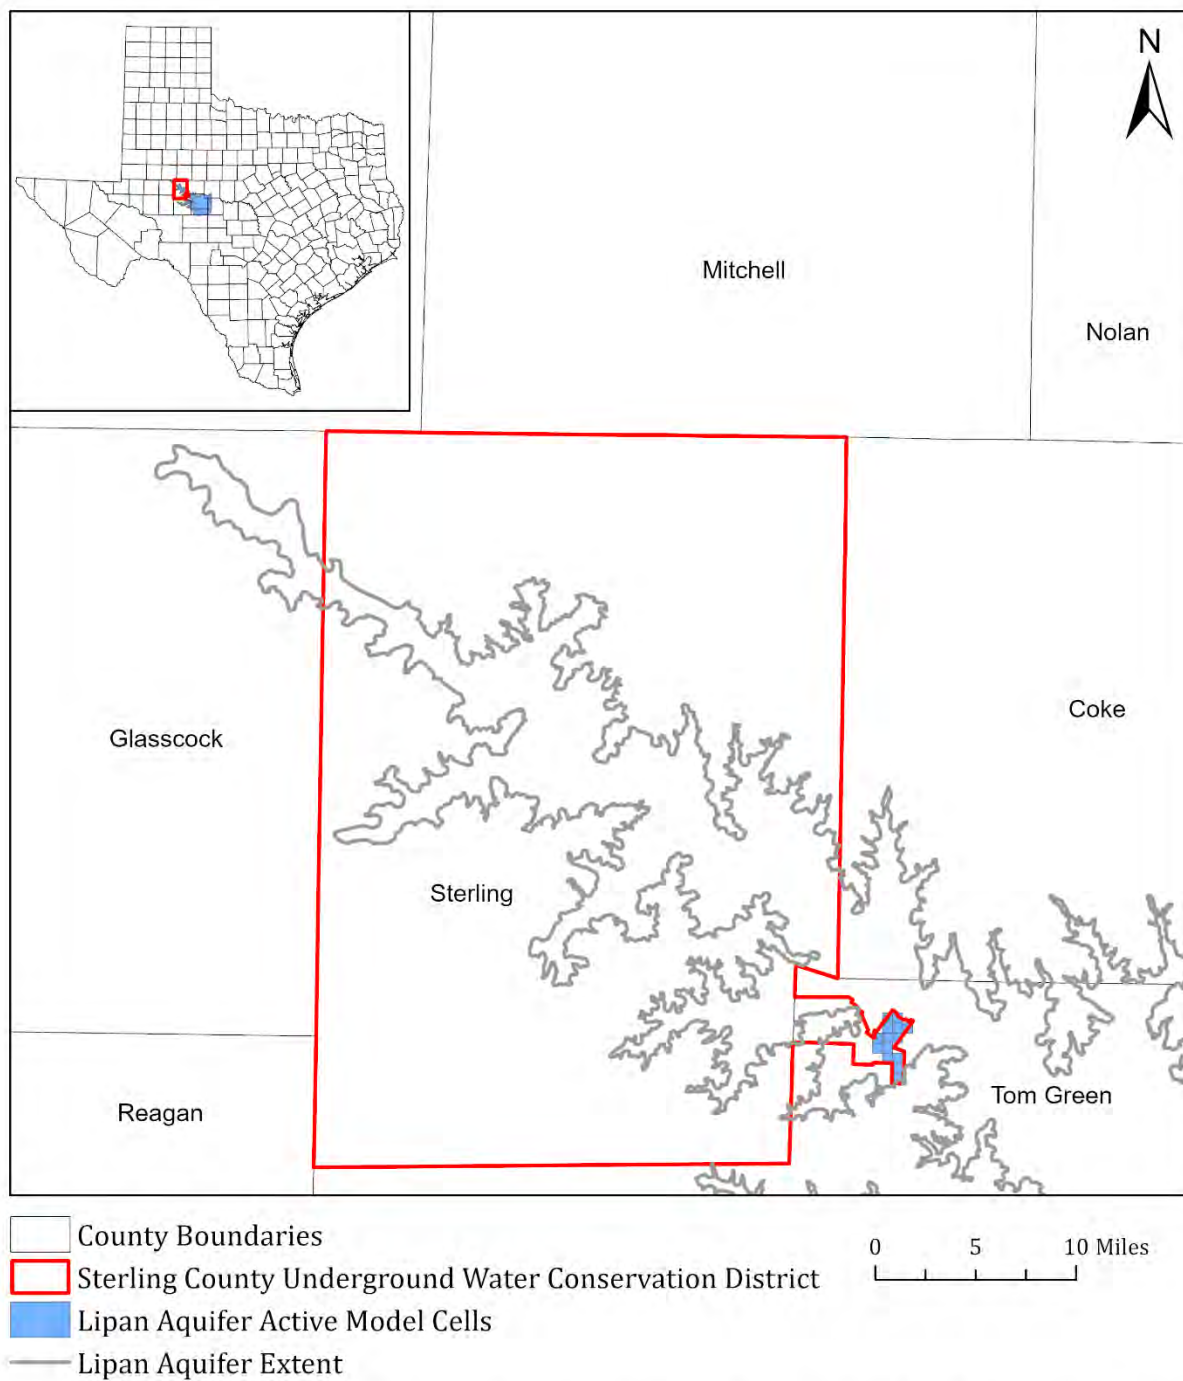 N
Mitchell
Nolan
Coke
Glasscock
Sterling
Tom Green
Reagan
County Boundaries
Sterling County Underground Water Conservation District
Lipan Aquifer Active Model Cells
Lipan Aquifer Extent
0 5 10 Miles